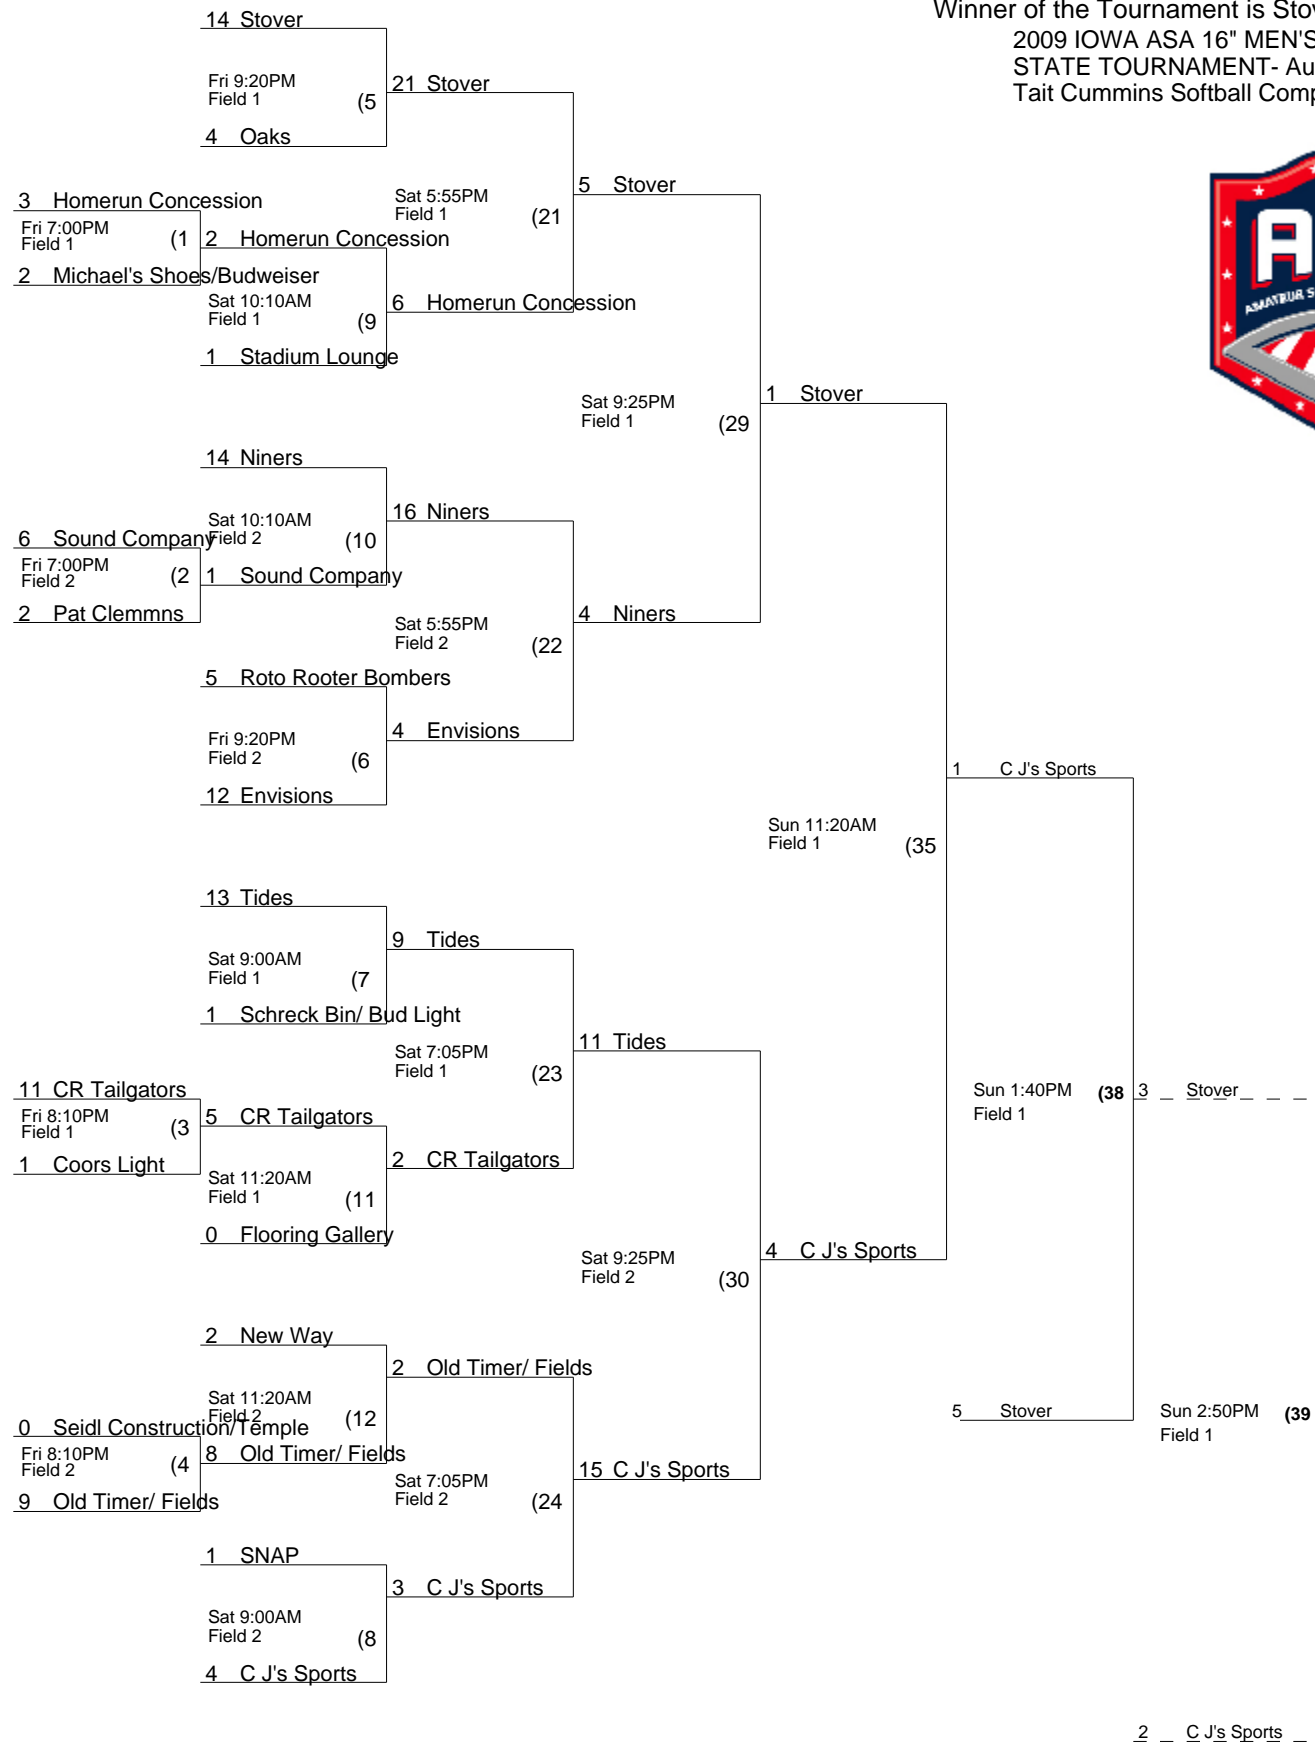 14 Stover
Winner of the Tournament is Stov
2009 IOWA ASA 16" MEN'S
STATE TOURNAMENT- Au
Tait Cummins Softball Comp
Fri 9:20PM
Field 1 (5
21 Stover
4 Oaks
3 Homerun Concession
Fri 7:00PM
Field 1 (1
2 Homerun Concession
2 Michael's Shoes/Budweiser
Sat 5:55PM
Field 1 (21
5 Stover
Sat 10:10AM
Field 1 (9
6 Homerun Concession
1 Stadium Lounge
AMATEUR S
Sat 9:25PM
Field 1 (29
1 Stover
14 Niners
Sat 10:10AM
Field 2 (10
16 Niners
6 Sound Company
Fri 7:00PM
Field 2 (2
1 Sound Company
2 Pat Clemmns
Sat 5:55PM
Field 2 (22
4 Niners
5 Roto Rooter Bombers
Fri 9:20PM
Field 2 (6
4 Envisions
12 Envisions
1 C J's Sports
Sun 11:20AM
Field 1 (35
13 Tides
9 Tides
Sat 9:00AM
Field 1 (7
1 Schreck Bin/ Bud Light
Sat 7:05PM
Field 1 (23
11 Tides
11 CR Tailgators
Fri 8:10PM
Field 1 (3
5 CR Tailgators
1 Coors Light
Sat 11:20AM
Field 1 (11
2 CR Tailgators
0 Flooring Gallery
Sun 1:40PM (38
Field 1
3 Stover
Sat 9:25PM
Field 2 (30
4 C J's Sports
2 New Way
2 Old Timer/ Fields
Sat 11:20AM
Field 2 (12
0 Seidl Construction/Temple
Fri 8:10PM
Field 2 (4
8 Old Timer/ Fields
9 Old Timer/ Fields
Sat 7:05PM
Field 2 (24
15 C J's Sports
5 Stover
Sun 2:50PM (39
Field 1
1 SNAP
3 C J's Sports
Sat 9:00AM
Field 2 (8
4 C J's Sports
2 C J's Sports